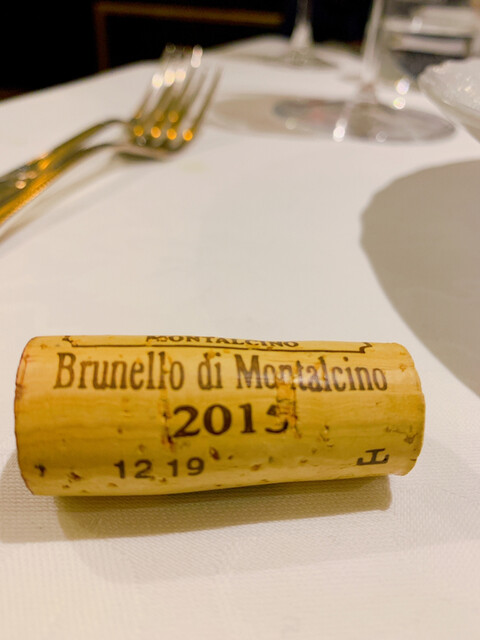 MONTALCINO
Brunello di Montalcino
2015
12 19